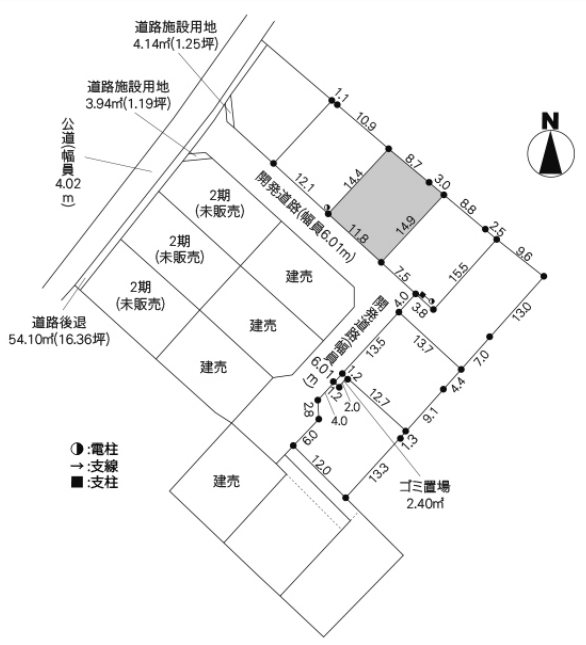 道路施設用地
4.14㎡(1.25坪)
道路施設用地
3.94㎡(1.19坪)
公道(幅員
4.02
m)
N
1.1
10.9
8.7
3.0
8.8
2.5
9.6
12.1
14.4
開発道路(幅員6.01m)
11.8
14.9
7.5
15.5
13.0
2期
(未販売)
2期
(未販売)
2期
(未販売)
建売
建売
建売
道路後退
54.10㎡(16.36坪)
4.0
3.8
開発道路(幅員
6.01
m)
13.5
13.7
7.0
4.4
1.2
1.2
2.0
12.7
9.1
2.8
4.0
1.3
6.0
12.0
13.3
ゴミ置場
2.40㎡
:電柱
→:支線
■:支柱
建売